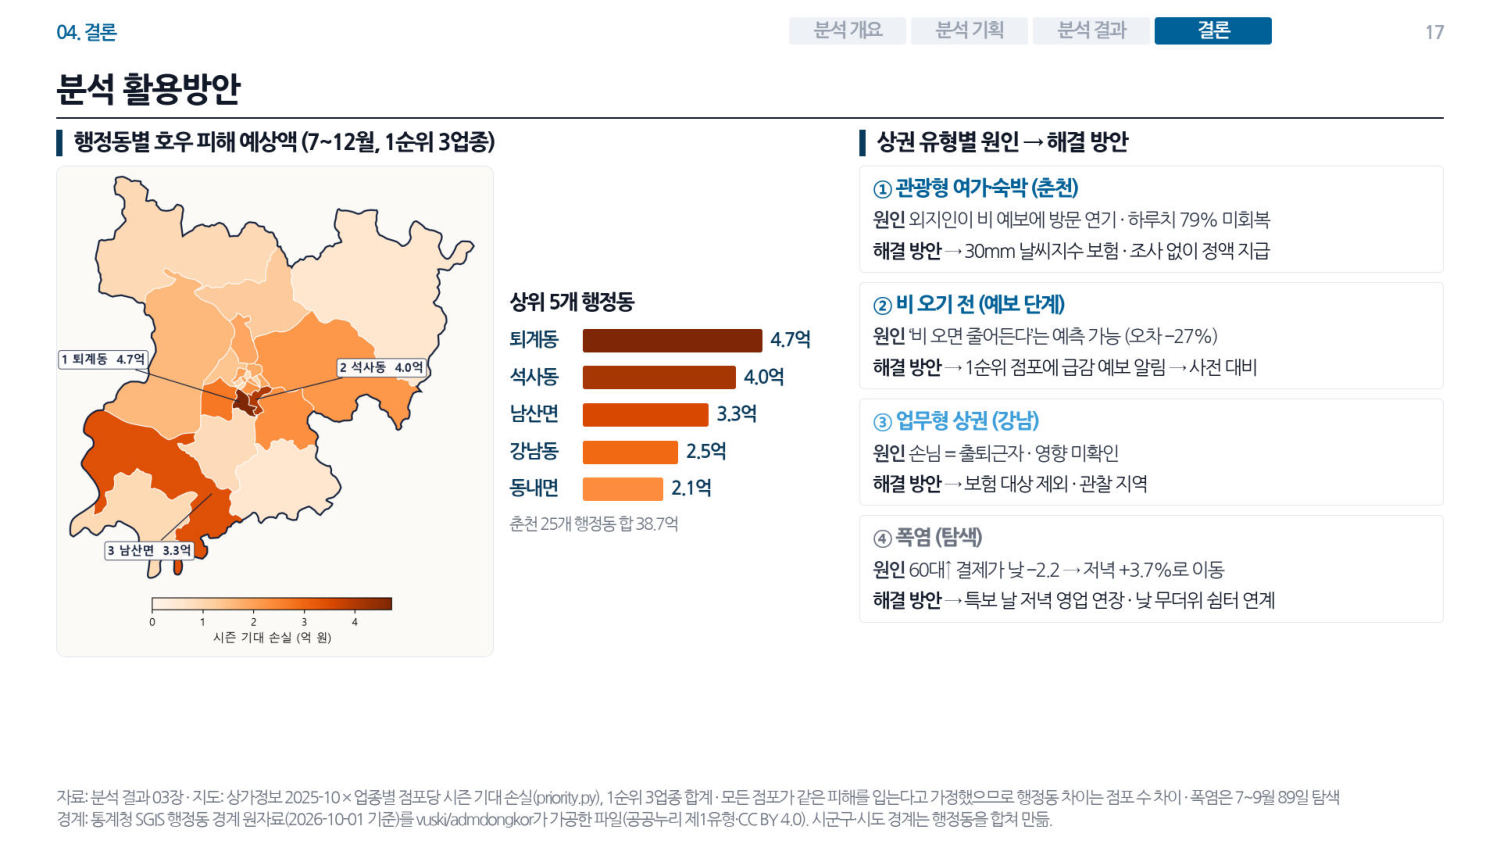 04. 결론
분석 개요
분석 기획
분석 결과
결론
17
분석 활용방안
행정동별 호우 피해 예상액 (7~12월, 1순위 3업종)
1 퇴계동 4.7억
2 석사동 4.0억
3 남산면 3.3억
0 1 2 3 4
시즌 기대 손실 (억 원)
상위 5개 행정동
퇴계동 4.7억
석사동 4.0억
남산면 3.3억
강남동 2.5억
동내면 2.1억
춘천 25개 행정동 합 38.7억
상권 유형별 원인 → 해결 방안
① 관광형 여가·숙박 (춘천)
원인 외지인이 비 예보에 방문 연기 · 하루치 79% 미회복
해결 방안 → 30mm 날씨지수 보험 · 조사 없이 정액 지급
② 비 오기 전 (예보 단계)
원인 '비 오면 줄어든다'는 예측 가능 (오차 −27%)
해결 방안 → 1순위 점포에 급감 예보 알림 → 사전 대비
③ 업무형 상권 (강남)
원인 손님 = 출퇴근자 · 영향 미확인
해결 방안 → 보험 대상 제외 · 관찰 지역
④ 폭염 (탐색)
원인 60대↑ 결제가 낮 −2.2 → 저녁 +3.7%로 이동
해결 방안 → 특보 날 저녁 영업 연장 · 낮 무더위 쉼터 연계
자료: 분석 결과 03장 · 지도: 상가정보 2025-10 × 업종별 점포당 시즌 기대 손실(priority.py), 1순위 3업종 합계 · 모든 점포가 같은 피해를 입는다고 가정했으므로 행정동 차이는 점포 수 차이 · 폭염은 7~9월 89일 탐색
경계: 통계청 SGIS 행정동 경계 원자료(2026-10-01 기준)를 vuski/admdongkor가 가공한 파일(공공누리 제1유형·CC BY 4.0). 시군구·시도 경계는 행정동을 합쳐 만듦.